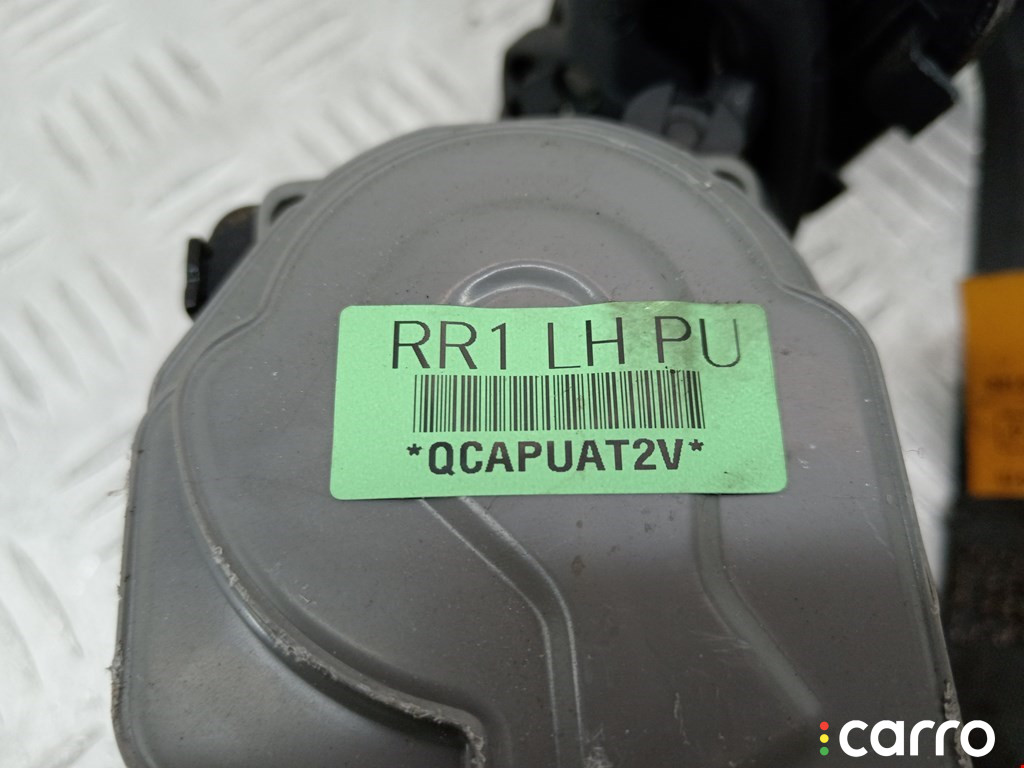 RR1 LH PU
*QCAPUAT2V*
carro